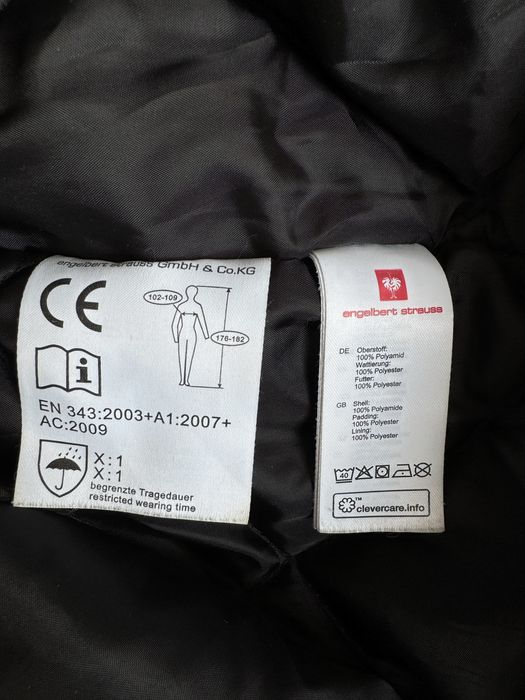 engelbert strauss GmbH & Co.KG
CE
102-109
176-182
i
EN 343:2003+A1:2007+
AC:2009
X:1
X:1
begrenzte Tragedauer
restricted wearing time
engelbert strauss
DE Oberstoff:
100% Polyamid
Wattierung:
100% Polyester
Futter:
100% Polyester
GB Shell:
100% Polyamide
Padding:
100% Polyester
Lining:
100% Polyester
40
™
clevercare.info